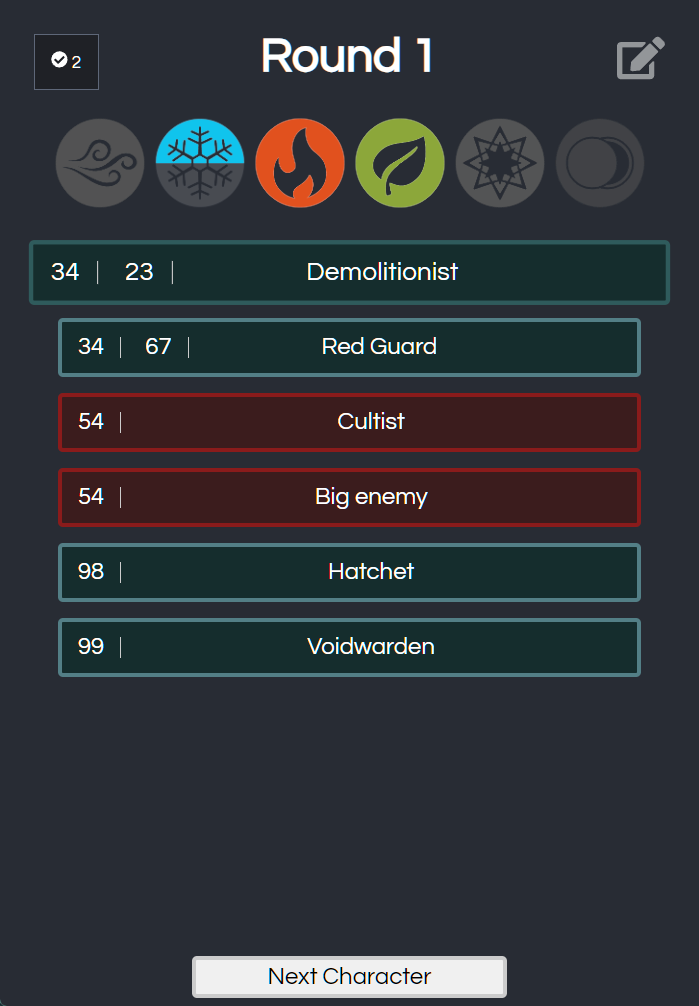 2
Round 1
34 | 23 | Demolitionist
34 | 67 | Red Guard
54 | Cultist
54 | Big enemy
98 | Hatchet
99 | Voidwarden
Next Character